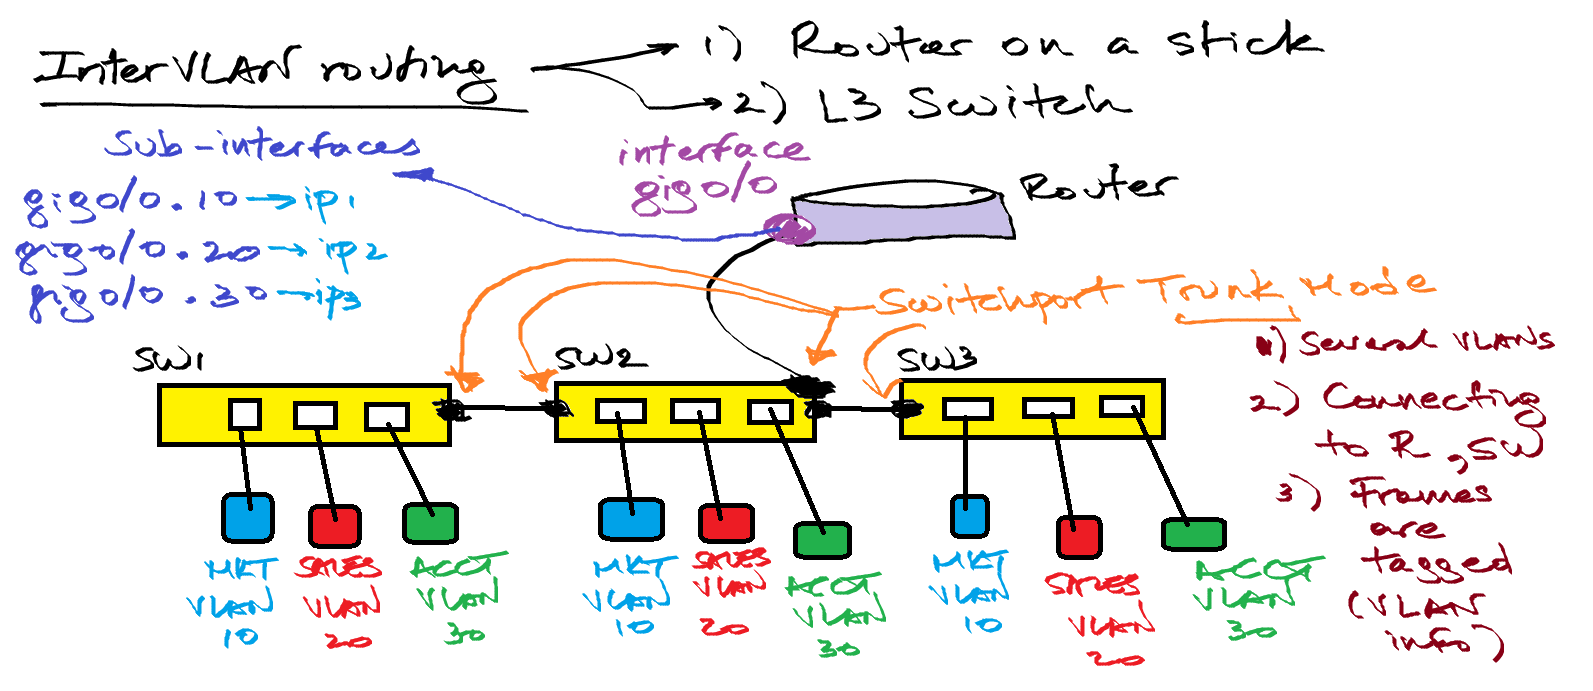 InterVLAN routing
1) Router on a stick
2) L3 Switch
Sub-interfaces
gig0/0.10→ip1
gig0/0.20→ip2
gig0/0.30→ip3
interface
gig0/0
Router
Switchport Trunk Mode
1) Several VLANS
2) Connecting
to R, SW
3) Frames
are
tagged
(VLAN
info)
SW1
SW2
SW3
MKT
VLAN
10
SALES
VLAN
20
ACCT
VLAN
30
MKT
VLAN
10
SALES
VLAN
20
ACCT
VLAN
30
MKT
VLAN
10
SALES
VLAN
20
ACCT
VLAN
30